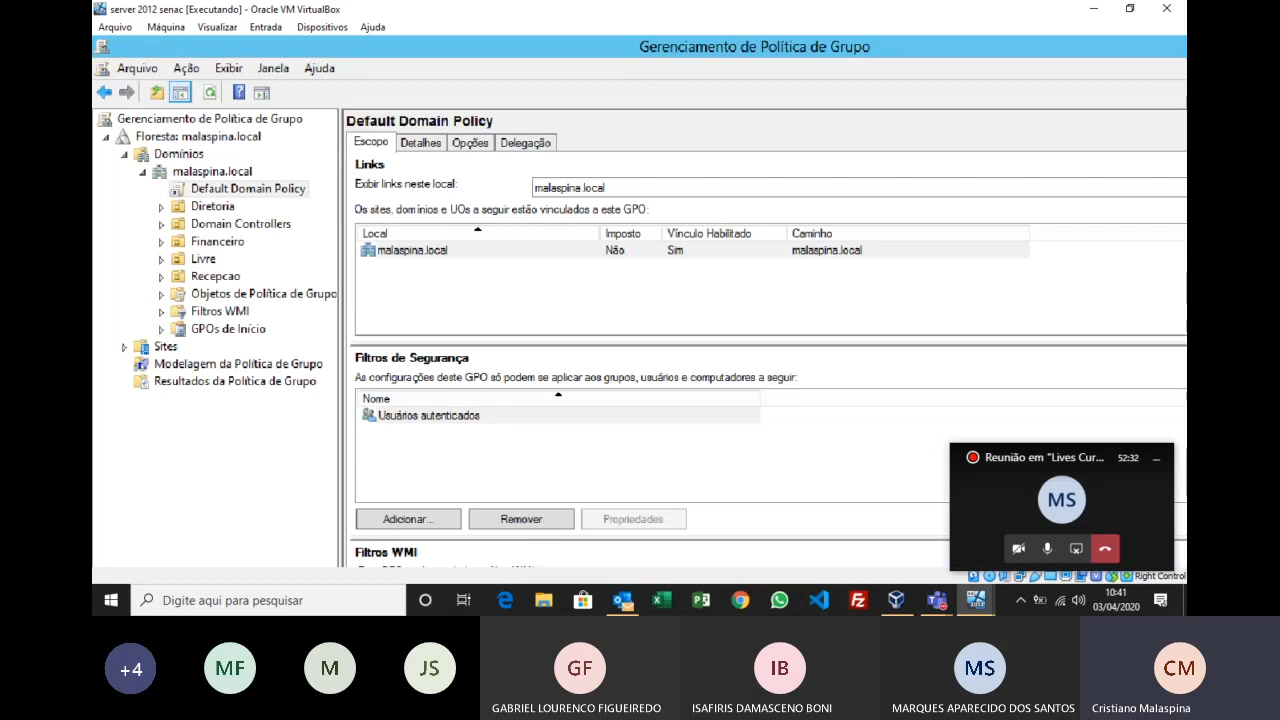 server 2012 senac [Executando] - Oracle VM VirtualBox
Arquivo Máquina Visualizar Entrada Dispositivos Ajuda
Gerenciamento de Política de Grupo
Arquivo Ação Exibir Janela Ajuda
Gerenciamento de Política de Grupo
Floresta: malaspina.local
Domínios
malaspina.local
Default Domain Policy
Diretoria
Domain Controllers
Financeiro
Livre
Recepcao
Objetos de Política de Grupo
Filtros WMI
GPOs de Início
Sites
Modelagem da Política de Grupo
Resultados da Política de Grupo
Default Domain Policy
Escopo Detalhes Opções Delegação
Links
Exibir links neste local: malaspina.local
Os sites, domínios e UOs a seguir estão vinculados a este GPO:
Local Imposto Vínculo Habilitado Caminho
malaspina.local Não Sim malaspina.local
Filtros de Segurança
As configurações deste GPO só podem se aplicar aos grupos, usuários e computadores a seguir:
Nome
Usuários autenticados
Adicionar... Remover Propriedades
Filtros WMI
Reunião em "Lives Cur... 52:32
MS
Right Control
Digite aqui para pesquisar
10:41
03/04/2020
+4 MF M JS GF IB MS CM
GABRIEL LOURENCO FIGUEIREDO ISAFIRIS DAMASCENO BONI MARQUES APARECIDO DOS SANTOS Cristiano Malaspina